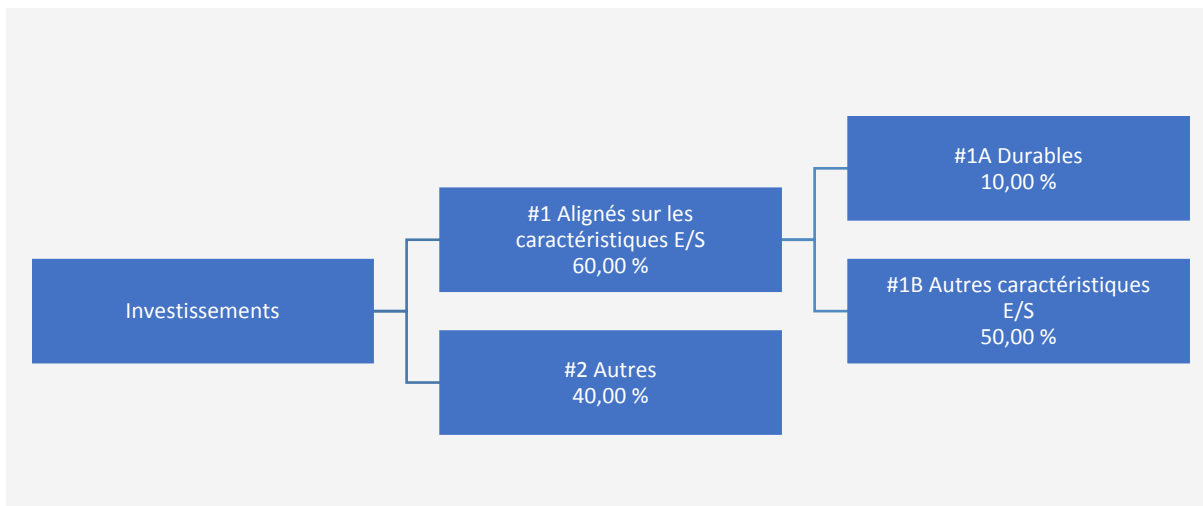 Investissements
#1 Alignés sur les
caractéristiques E/S
60,00 %
#2 Autres
40,00 %
#1A Durables
10,00 %
#1B Autres caractéristiques
E/S
50,00 %